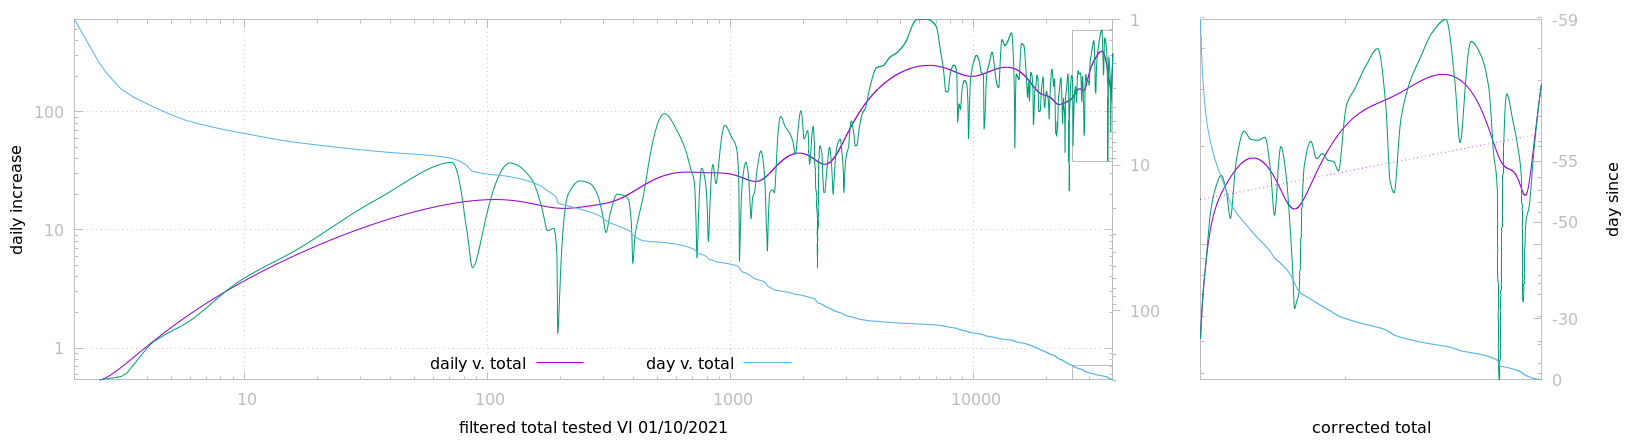 daily increase
100
10
1
10
100
1000
10000
1
10
100
daily v. total
day v. total
filtered total tested VI 01/10/2021
-59
-55
-50
-30
0
day since
corrected total